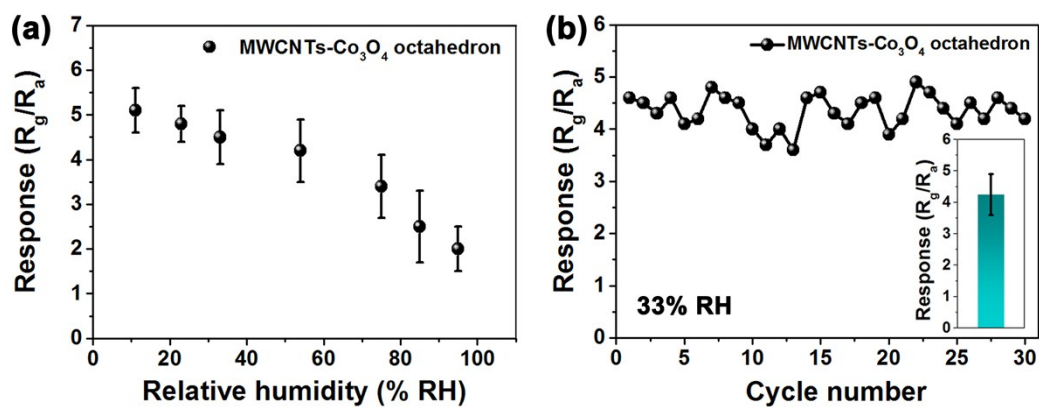 (a)
MWCNTs-Co₃O₄ octahedron
Response (Rg/Ra)
7
6
5
4
3
2
1
0
0 20 40 60 80 100
Relative humidity (% RH)
(b)
MWCNTs-Co₃O₄ octahedron
Response (Rg/Ra)
6
5
4
3
2
1
0
33% RH
0 5 10 15 20 25 30
Cycle number
Response (Rg/Ra)
6
5
4
3
2
1
0